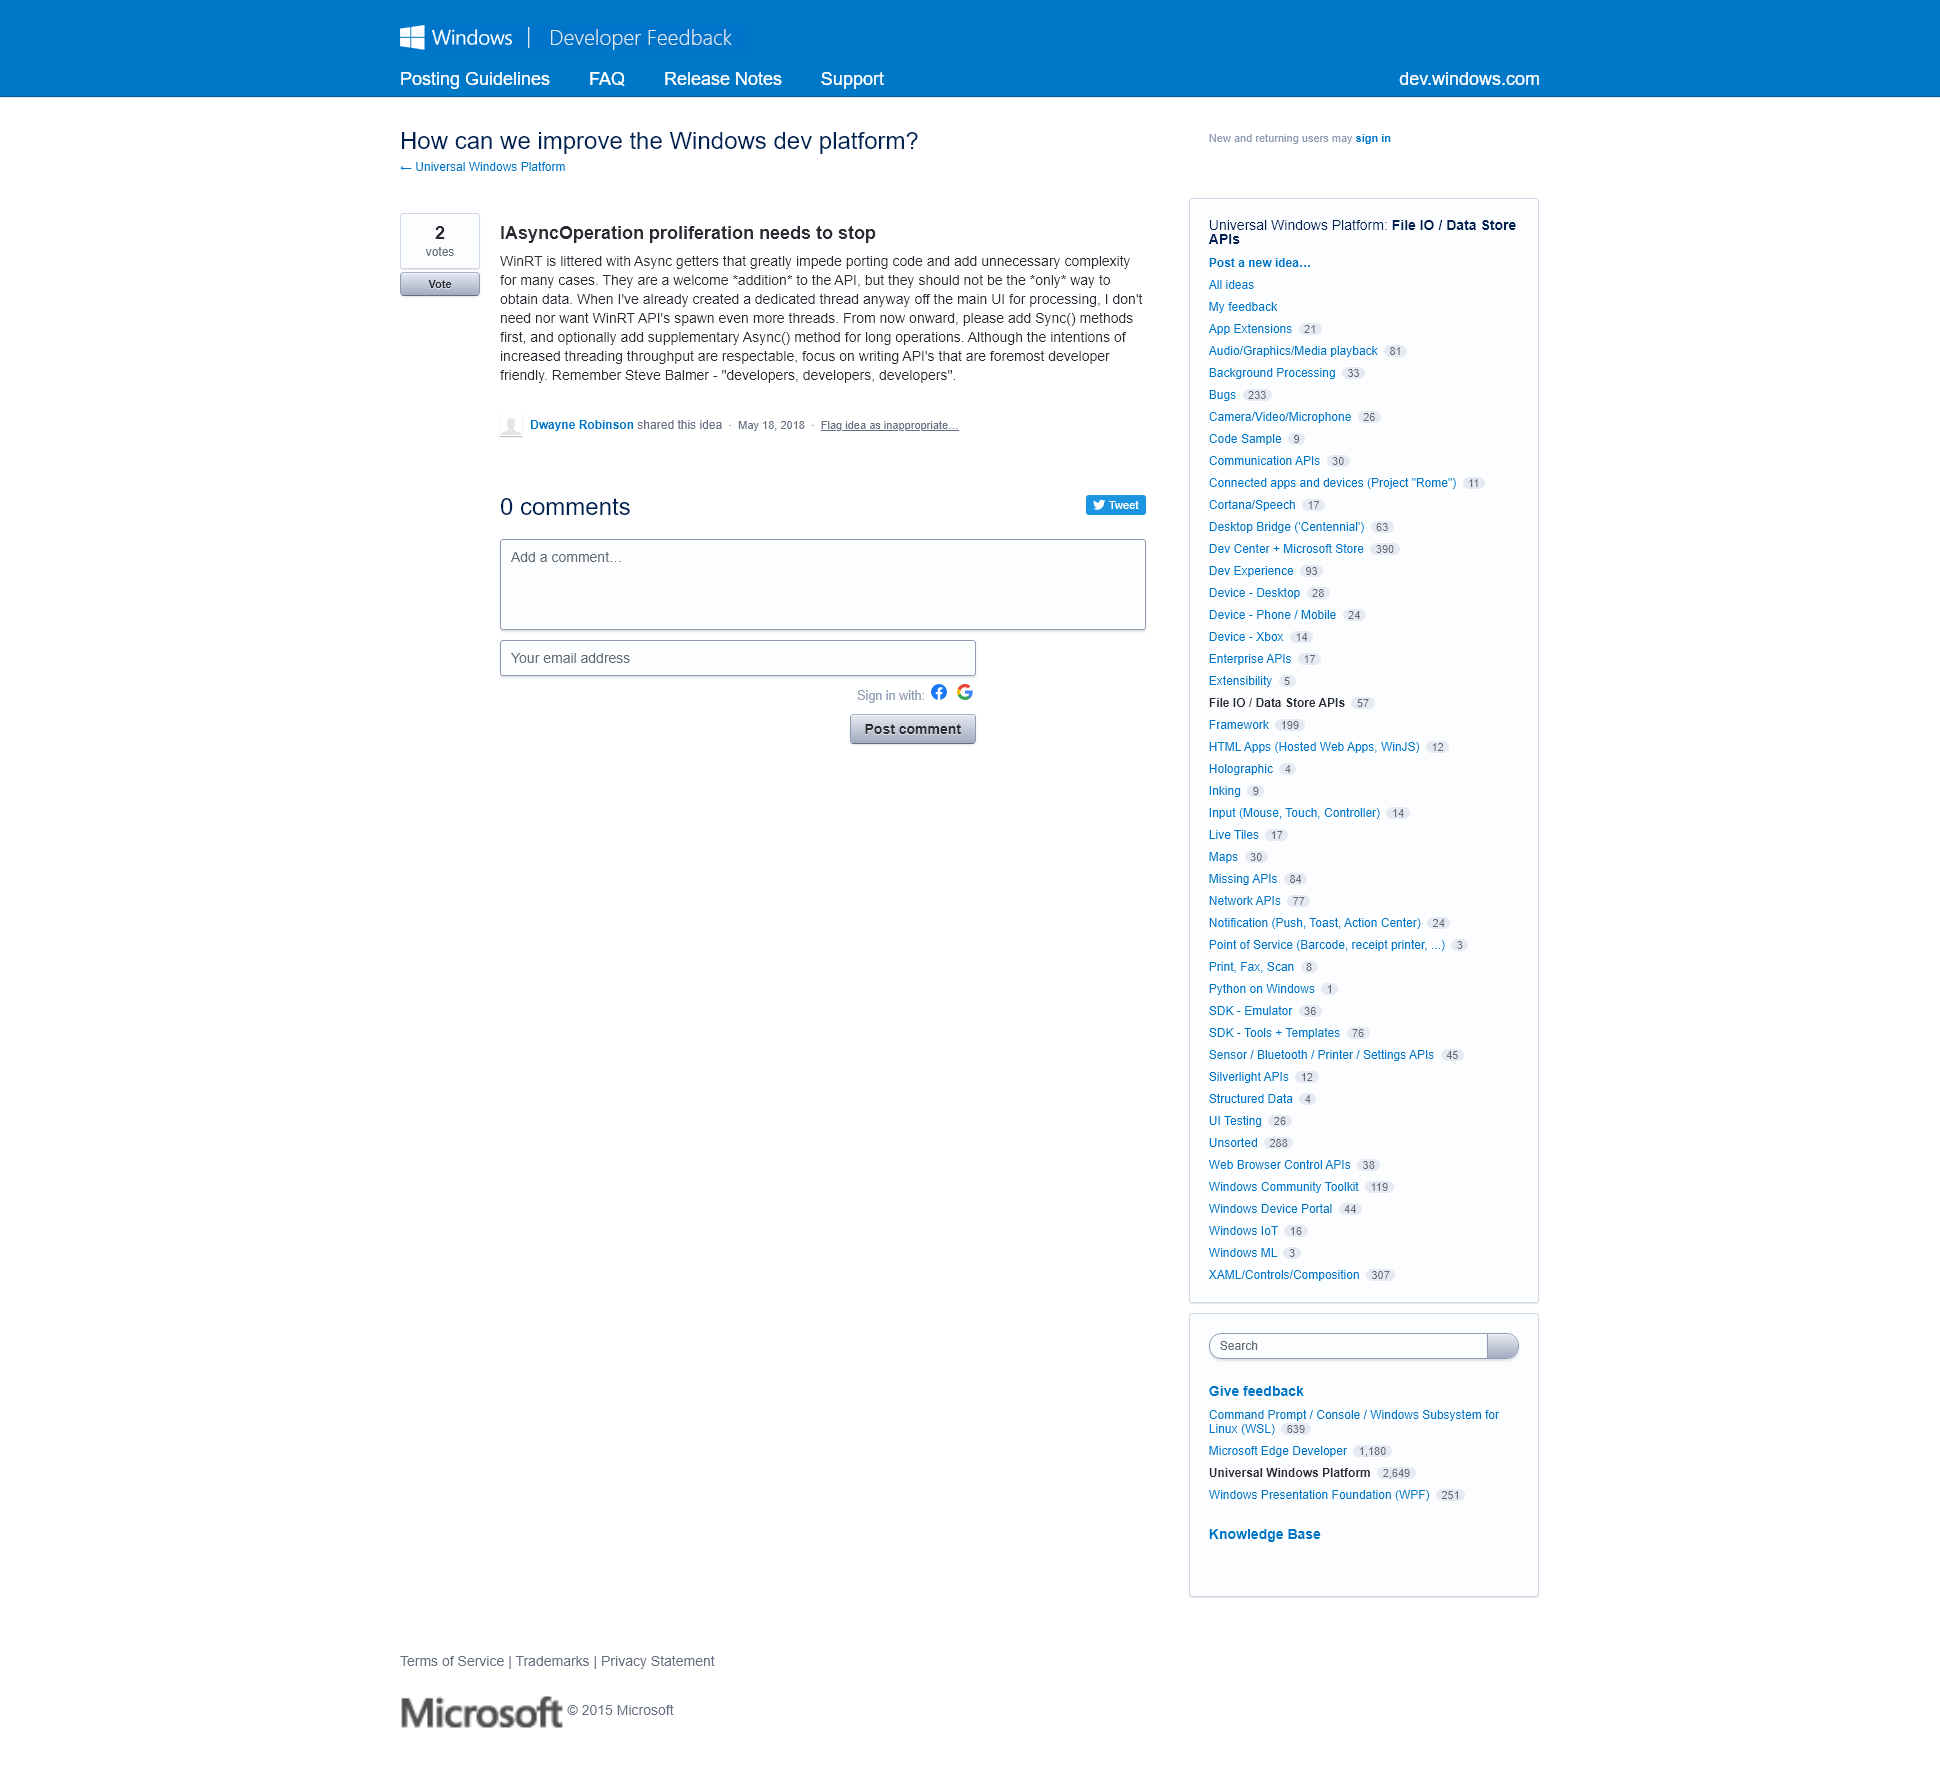 Windows | Developer Feedback
Posting Guidelines FAQ Release Notes Support dev.windows.com
How can we improve the Windows dev platform?
← Universal Windows Platform
New and returning users may sign in
2
votes
Vote
IAsyncOperation proliferation needs to stop
WinRT is littered with Async getters that greatly impede porting code and add unnecessary complexity
for many cases. They are a welcome *addition* to the API, but they should not be the *only* way to
obtain data. When I've already created a dedicated thread anyway off the main UI for processing, I don't
need nor want WinRT API's spawn even more threads. From now onward, please add Sync() methods
first, and optionally add supplementary Async() method for long operations. Although the intentions of
increased threading throughput are respectable, focus on writing API's that are foremost developer
friendly. Remember Steve Balmer - "developers, developers, developers".
Dwayne Robinson shared this idea · May 18, 2018 · Flag idea as inappropriate…
0 comments
Tweet
Add a comment…
Your email address
Sign in with:
Post comment
Universal Windows Platform: File IO / Data Store
APIs
Post a new idea…
All ideas
My feedback
App Extensions 21
Audio/Graphics/Media playback 81
Background Processing 33
Bugs 233
Camera/Video/Microphone 26
Code Sample 9
Communication APIs 30
Connected apps and devices (Project "Rome") 11
Cortana/Speech 17
Desktop Bridge ('Centennial') 63
Dev Center + Microsoft Store 390
Dev Experience 93
Device - Desktop 28
Device - Phone / Mobile 24
Device - Xbox 14
Enterprise APIs 17
Extensibility 5
File IO / Data Store APIs 57
Framework 199
HTML Apps (Hosted Web Apps, WinJS) 12
Holographic 4
Inking 9
Input (Mouse, Touch, Controller) 14
Live Tiles 17
Maps 30
Missing APIs 84
Network APIs 77
Notification (Push, Toast, Action Center) 24
Point of Service (Barcode, receipt printer, ...) 3
Print, Fax, Scan 8
Python on Windows 1
SDK - Emulator 36
SDK - Tools + Templates 76
Sensor / Bluetooth / Printer / Settings APIs 45
Silverlight APIs 12
Structured Data 4
UI Testing 26
Unsorted 288
Web Browser Control APIs 38
Windows Community Toolkit 119
Windows Device Portal 44
Windows IoT 16
Windows ML 3
XAML/Controls/Composition 307
Search
Give feedback
Command Prompt / Console / Windows Subsystem for
Linux (WSL) 639
Microsoft Edge Developer 1,180
Universal Windows Platform 2,649
Windows Presentation Foundation (WPF) 251
Knowledge Base
Terms of Service | Trademarks | Privacy Statement
Microsoft © 2015 Microsoft